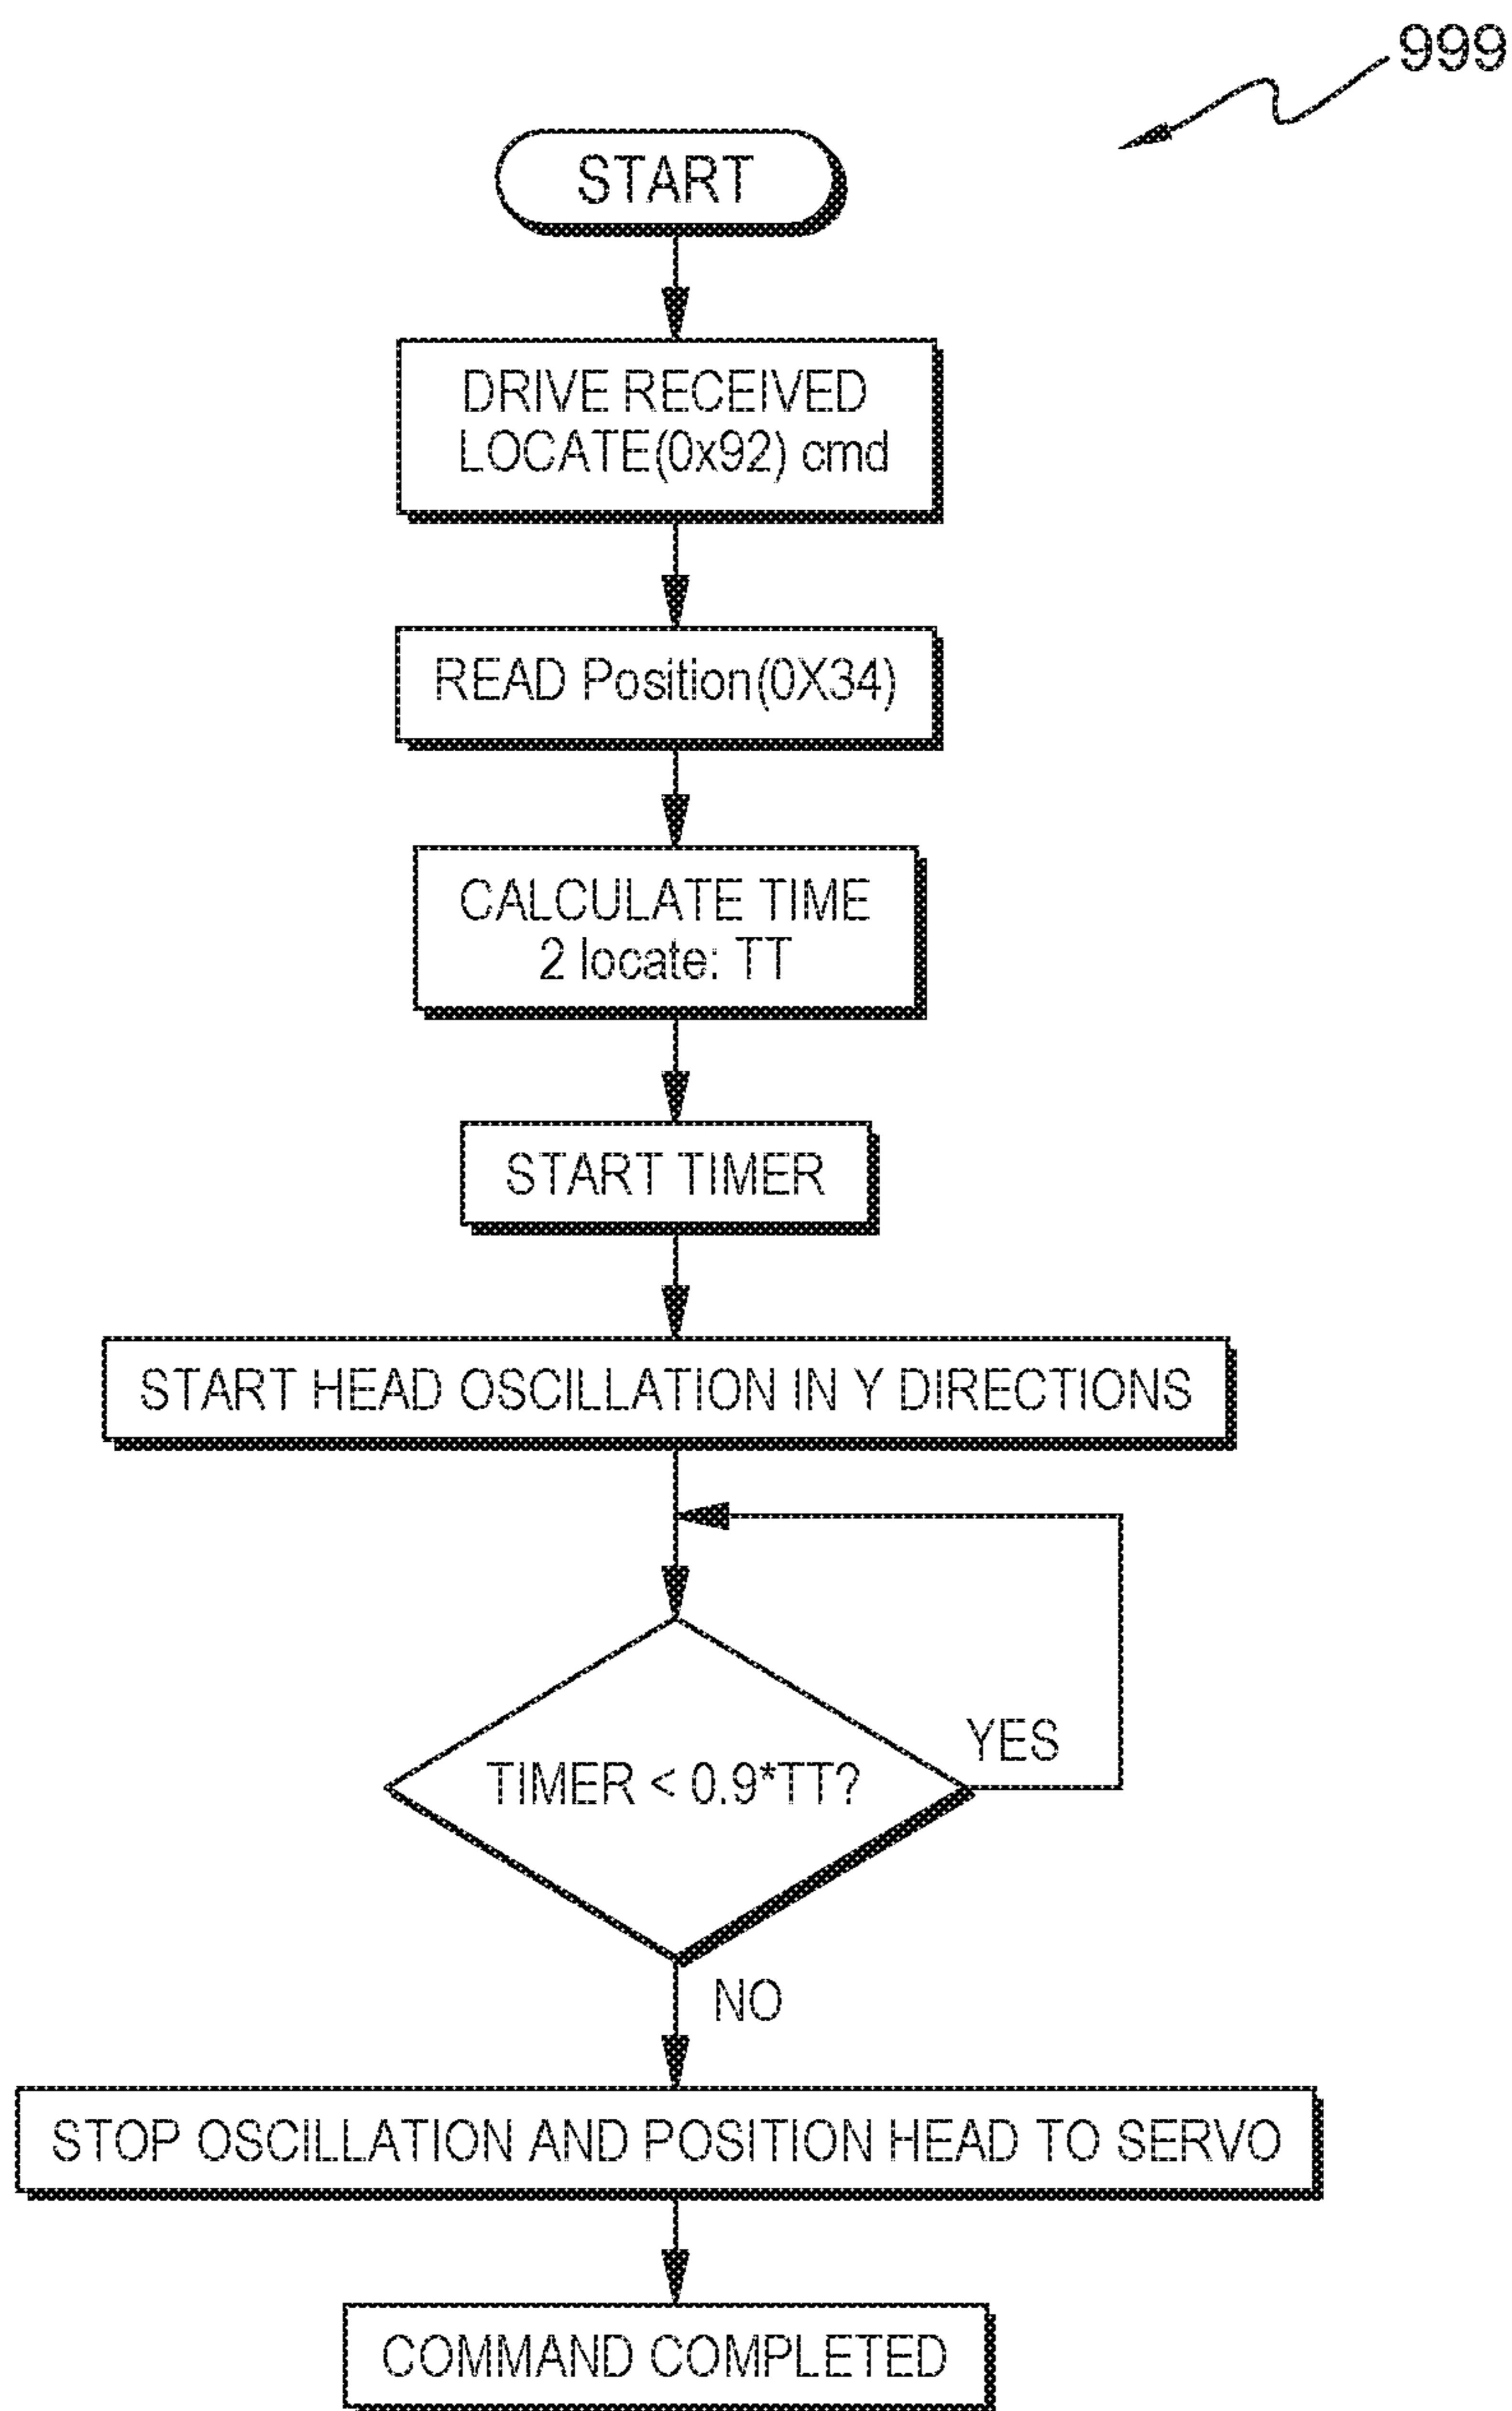 999
START
DRIVE RECEIVED
LOCATE(0x92) cmd
READ Position(0X34)
CALCULATE TIME
2 locate: TT
START TIMER
START HEAD OSCILLATION IN Y DIRECTIONS
YES
TIMER < 0.9*TT?
NO
STOP OSCILLATION AND POSITION HEAD TO SERVO
COMMAND COMPLETED